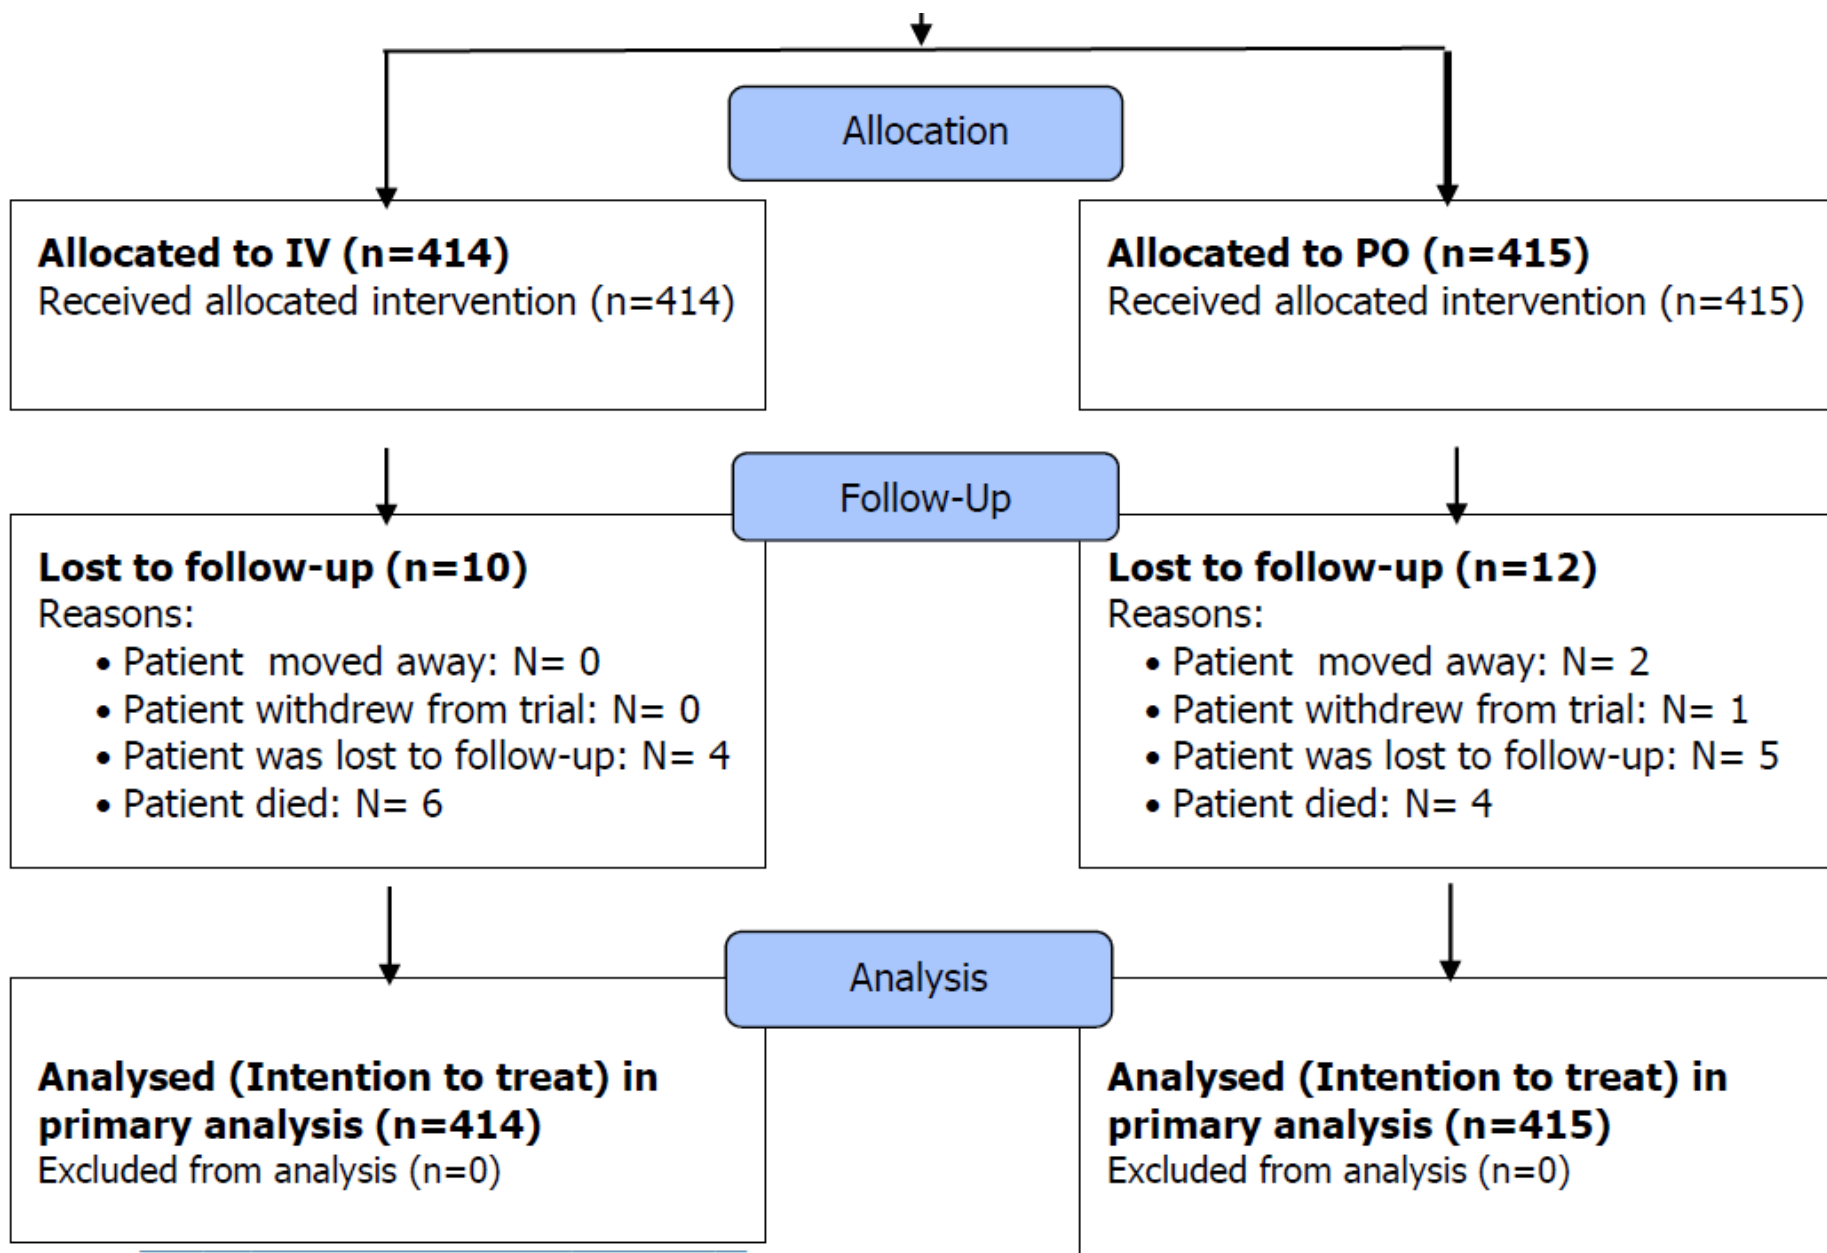 Allocation
Allocated to IV (n=414)
Received allocated intervention (n=414)
Allocated to PO (n=415)
Received allocated intervention (n=415)
Follow-Up
Lost to follow-up (n=10)
Reasons:
• Patient moved away: N= 0
• Patient withdrew from trial: N= 0
• Patient was lost to follow-up: N= 4
• Patient died: N= 6
Lost to follow-up (n=12)
Reasons:
• Patient moved away: N= 2
• Patient withdrew from trial: N= 1
• Patient was lost to follow-up: N= 5
• Patient died: N= 4
Analysis
Analysed (Intention to treat) in
primary analysis (n=414)
Excluded from analysis (n=0)
Analysed (Intention to treat) in
primary analysis (n=415)
Excluded from analysis (n=0)